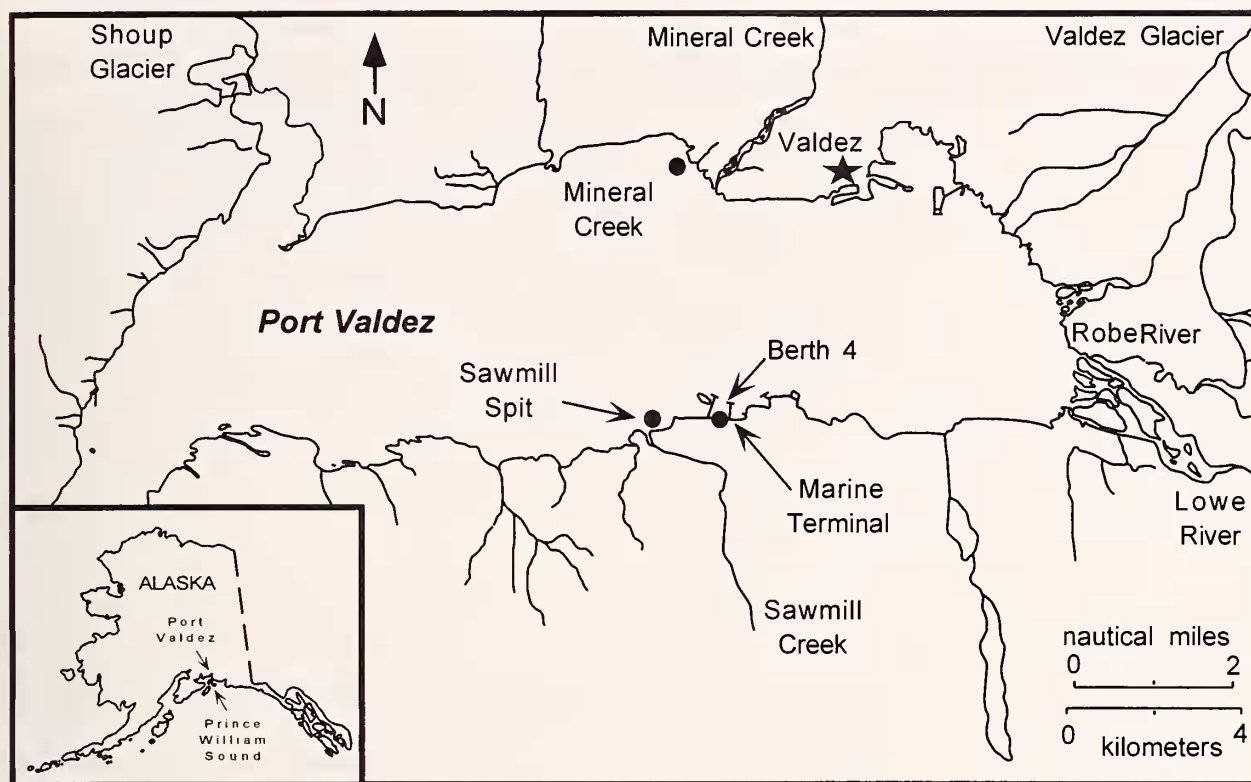 Shoup
Glacier
N
Mineral Creek
Valdez Glacier
Valdez
Mineral
Creek
Port Valdez
RobeRiver
Berth 4
Sawmill
Spit
Marine
Terminal
Lowe
River
Sawmill
Creek
nautical miles
0 2
0 4
kilometers
ALASKA
Port
Valdez
Prince
William
Sound